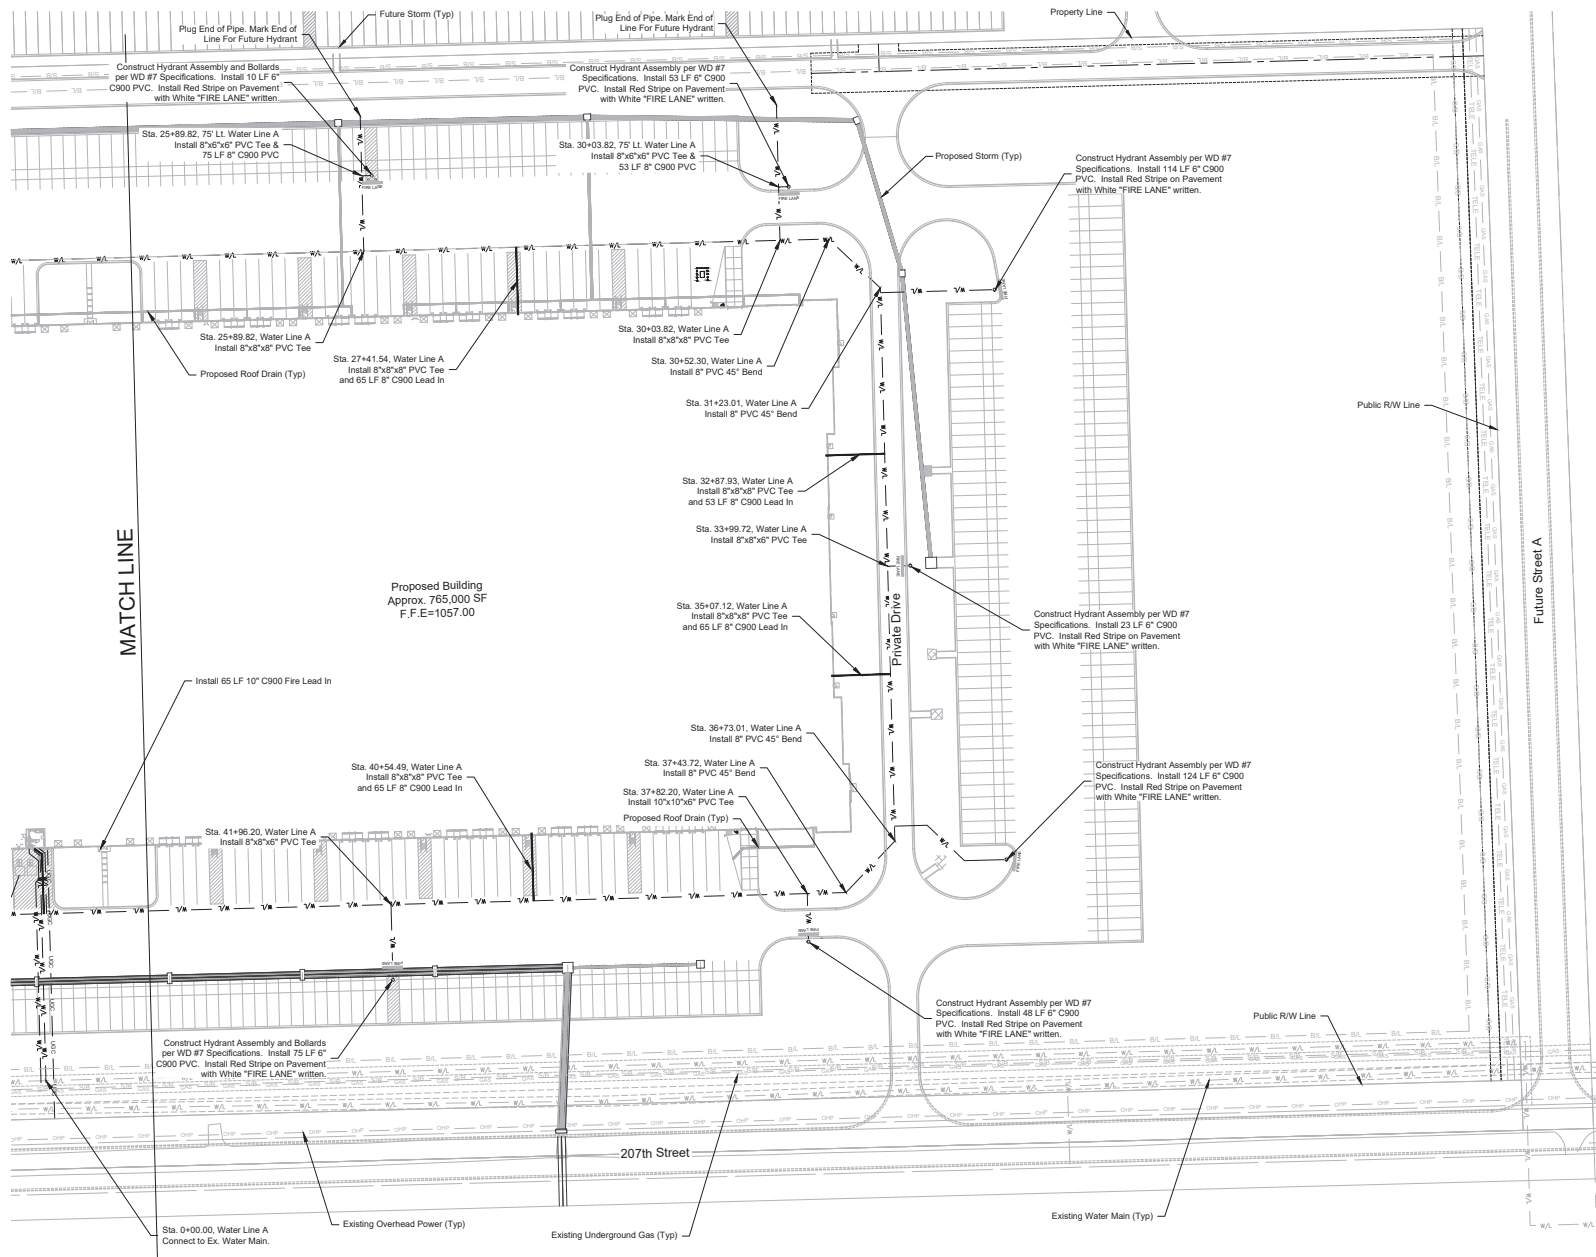 Future Storm (Typ)
Plug End of Pipe. Mark End of
Line For Future Hydrant
Plug End of Pipe. Mark End of
Line For Future Hydrant
Property Line
Construct Hydrant Assembly and Bollards
per WD #7 Specifications. Install 10 LF 6"
C900 PVC. Install Red Stripe on Pavement
with White "FIRE LANE" written.
Construct Hydrant Assembly per WD #7
Specifications. Install 53 LF 6" C900
PVC. Install Red Stripe on Pavement
with White "FIRE LANE" written.
Sta. 25+89.82, 75' Lt. Water Line A
Install 8"x6"x6" PVC Tee &
75 LF 8" C900 PVC
Sta. 30+03.82, 75' Lt. Water Line A
Install 8"x6"x6" PVC Tee &
53 LF 8" C900 PVC
Proposed Storm (Typ)
Construct Hydrant Assembly per WD #7
Specifications. Install 114 LF 6" C900
PVC. Install Red Stripe on Pavement
with White "FIRE LANE" written.
FIRE LANE
FIRE LANE
Sta. 25+89.82, Water Line A
Install 8"x8"x8" PVC Tee
Sta. 27+41.54, Water Line A
Install 8"x8"x8" PVC Tee
and 65 LF 8" C900 Lead In
Proposed Roof Drain (Typ)
Sta. 30+03.82, Water Line A
Install 8"x8"x8" PVC Tee
Sta. 30+52.30, Water Line A
Install 8" PVC 45° Bend
Sta. 31+23.01, Water Line A
Install 8" PVC 45° Bend
Public R/W Line
Sta. 32+87.93, Water Line A
Install 8"x8"x8" PVC Tee
and 53 LF 8" C900 Lead In
Sta. 33+99.72, Water Line A
Install 8"x8"x6" PVC Tee
MATCH LINE
Proposed Building
Approx. 765,000 SF
F.F.E=1057.00
Sta. 35+07.12, Water Line A
Install 8"x8"x8" PVC Tee
and 65 LF 8" C900 Lead In
Private Drive
Construct Hydrant Assembly per WD #7
Specifications. Install 23 LF 6" C900
PVC. Install Red Stripe on Pavement
with White "FIRE LANE" written.
Future Street A
Install 65 LF 10" C900 Fire Lead In
Sta. 36+73.01, Water Line A
Install 8" PVC 45° Bend
Sta. 37+43.72, Water Line A
Install 8" PVC 45° Bend
Sta. 37+82.20, Water Line A
Install 10"x10"x6" PVC Tee
Proposed Roof Drain (Typ)
Sta. 40+54.49, Water Line A
Install 8"x8"x8" PVC Tee
and 65 LF 8" C900 Lead In
Construct Hydrant Assembly per WD #7
Specifications. Install 124 LF 6" C900
PVC. Install Red Stripe on Pavement
with White "FIRE LANE" written.
Sta. 41+96.20, Water Line A
Install 8"x8"x6" PVC Tee
Construct Hydrant Assembly per WD #7
Specifications. Install 48 LF 6" C900
PVC. Install Red Stripe on Pavement
with White "FIRE LANE" written.
Public R/W Line
Construct Hydrant Assembly and Bollards
per WD #7 Specifications. Install 75 LF 6"
C900 PVC. Install Red Stripe on Pavement
with White "FIRE LANE" written.
207th Street
Sta. 0+00.00, Water Line A
Connect to Ex. Water Main.
Existing Overhead Power (Typ)
Existing Underground Gas (Typ)
Existing Water Main (Typ)